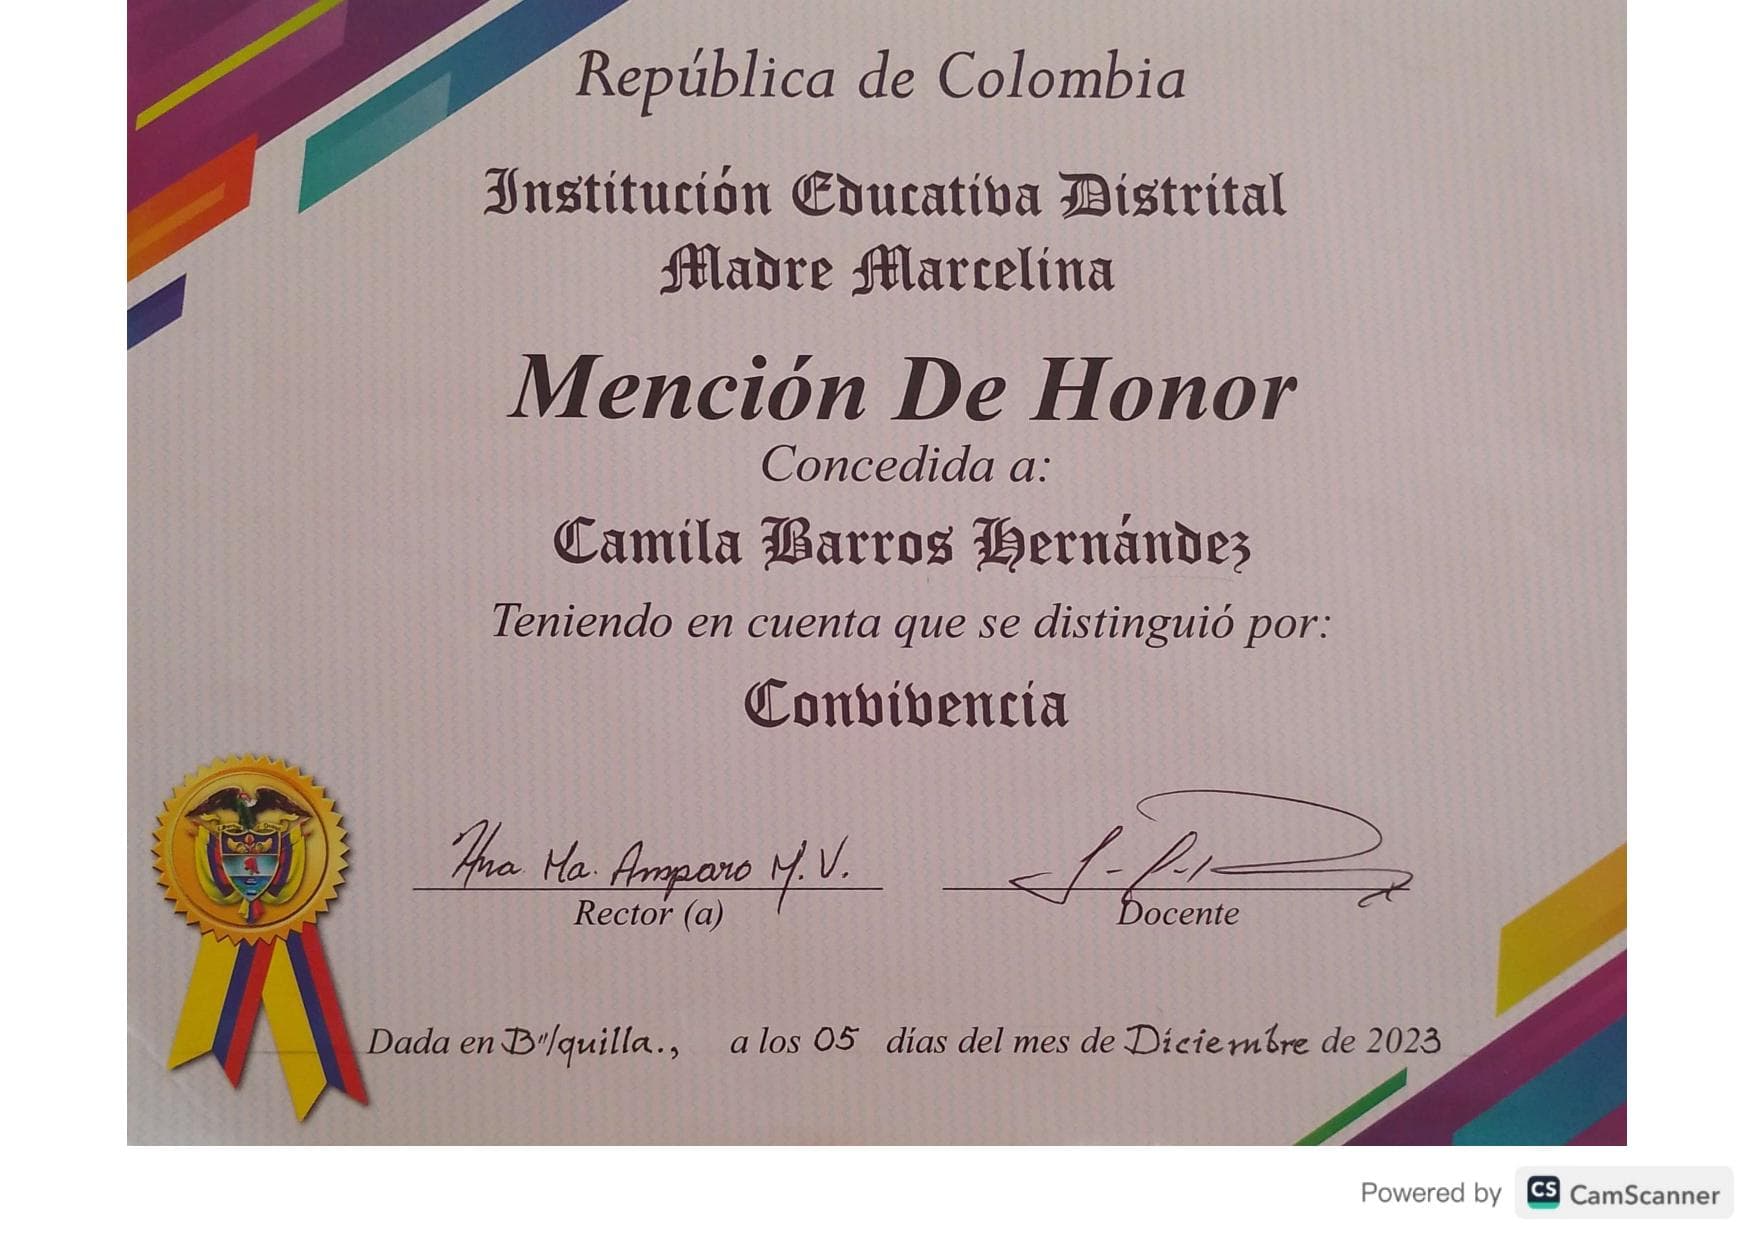 República de Colombia
Institución Educativa Distrital
Madre Marcelina
Mención De Honor
Concedida a:
Camila Barros Hernández
Teniendo en cuenta que se distinguió por:
Convivencia
Hna Ma. Amparo M. V.
Rector (a)
Docente
Dada en B"/quilla., a los 05 días del mes de Diciembre de 2023
Powered by CS CamScanner